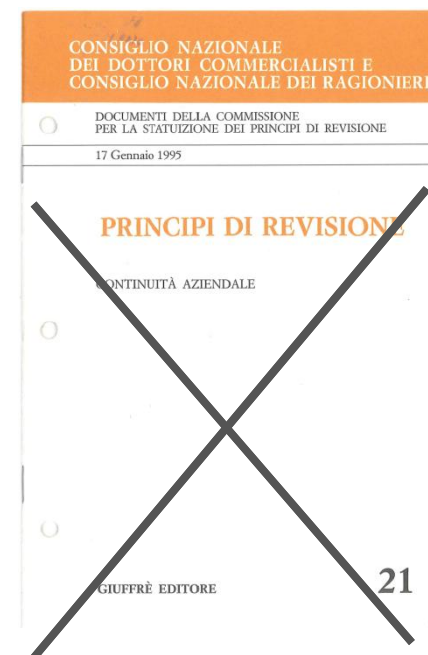 CONSIGLIO NAZIONALE
DEI DOTTORI COMMERCIALISTI E
CONSIGLIO NAZIONALE DEI RAGIONIERI
DOCUMENTI DELLA COMMISSIONE
PER LA STATUIZIONE DEI PRINCIPI DI REVISIONE
17 Gennaio 1995
PRINCIPI DI REVISIONE
CONTINUITÀ AZIENDALE
GIUFFRÈ EDITORE
21